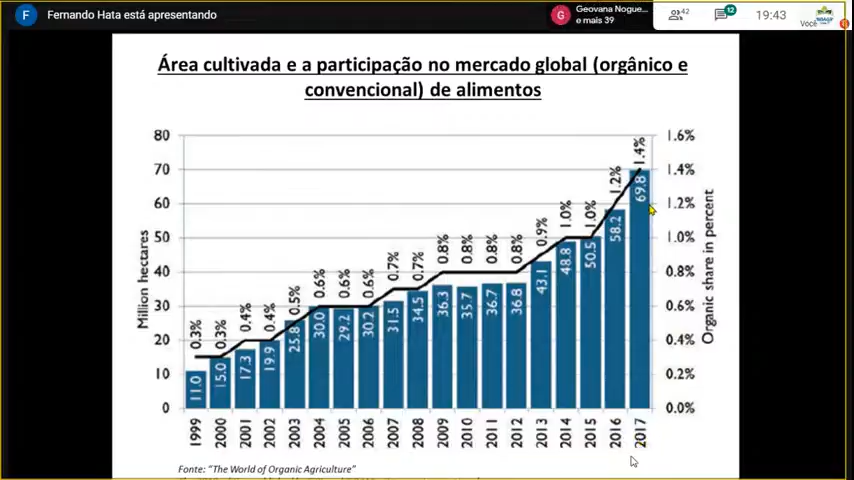 F Fernando Hata está apresentando
G Geovana Nogue...
e mais 39
42
12
19:43
Você
Área cultivada e a participação no mercado global (orgânico e
convencional) de alimentos
Million hectares
80
70
60
50
40
30
20
10
0
0.3% 0.3% 0.4% 0.4% 0.5% 0.6% 0.6% 0.6% 0.7% 0.7% 0.8% 0.8% 0.8% 0.8% 0.9% 1.0% 1.0% 1.2% 1.4%
11.0 15.0 17.3 19.9 25.8 30.0 29.2 30.2 31.5 34.5 36.3 35.7 36.7 36.8 43.1 48.8 50.5 58.2 69.8
1999 2000 2001 2002 2003 2004 2005 2006 2007 2008 2009 2010 2011 2012 2013 2014 2015 2016 2017
1.6%
1.4%
1.2%
1.0%
0.8%
0.6%
0.4%
0.2%
0.0%
Organic share in percent
Fonte: "The World of Organic Agriculture"